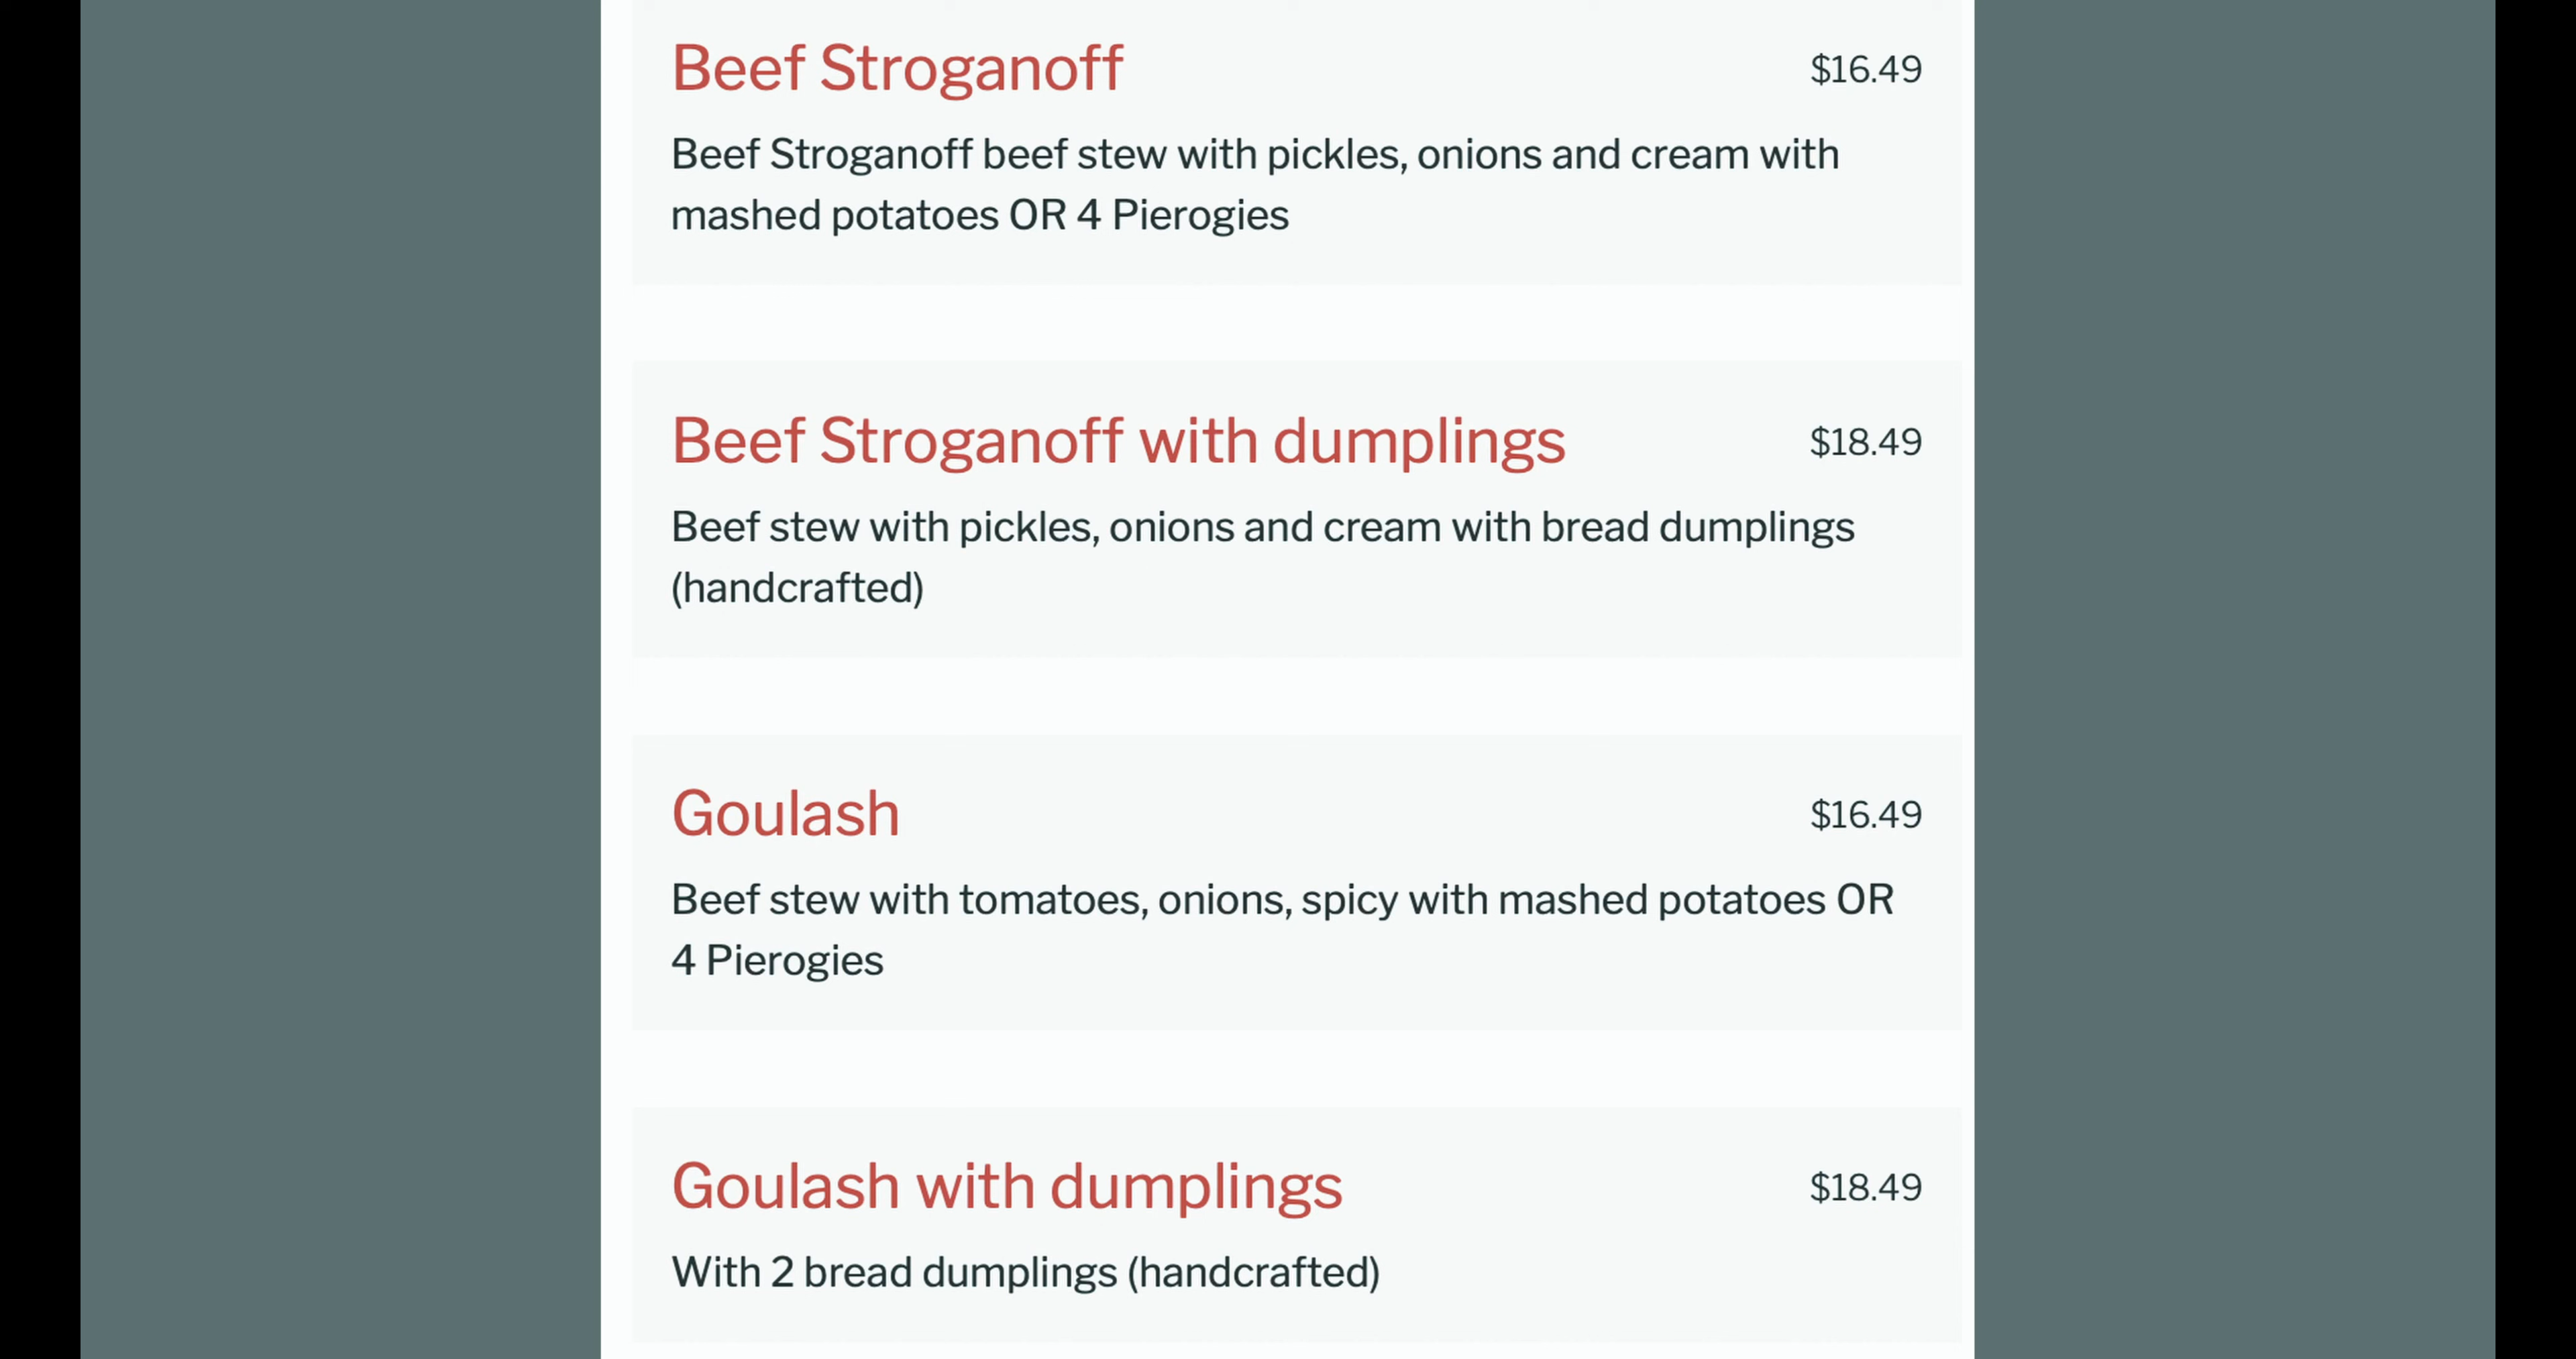 Beef Stroganoff $16.49
Beef Stroganoff beef stew with pickles, onions and cream with
mashed potatoes OR 4 Pierogies
Beef Stroganoff with dumplings $18.49
Beef stew with pickles, onions and cream with bread dumplings
(handcrafted)
Goulash $16.49
Beef stew with tomatoes, onions, spicy with mashed potatoes OR
4 Pierogies
Goulash with dumplings $18.49
With 2 bread dumplings (handcrafted)